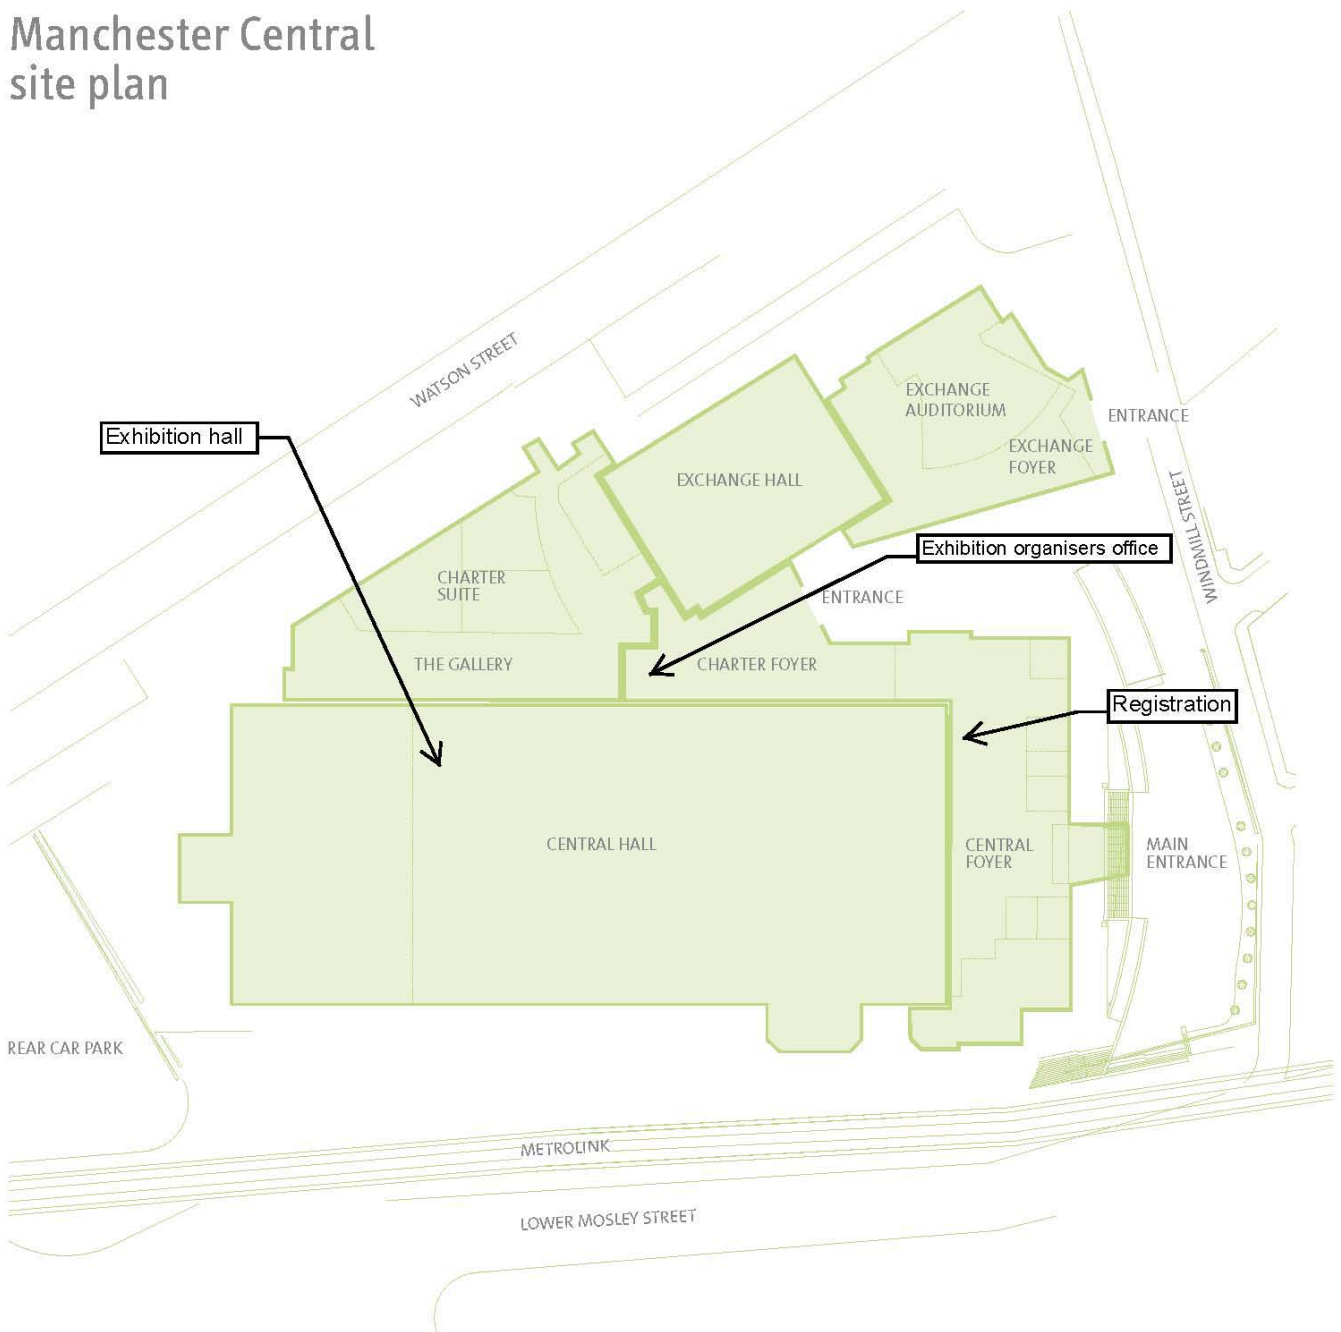 Manchester Central
site plan
WATSON STREET
Exhibition hall
EXCHANGE
AUDITORIUM
ENTRANCE
EXCHANGE
FOYER
EXCHANGE HALL
WINDMILL STREET
Exhibition organisers office
CHARTER
SUITE
ENTRANCE
THE GALLERY
CHARTER FOYER
Registration
CENTRAL HALL
CENTRAL
FOYER
MAIN
ENTRANCE
REAR CAR PARK
METROLINK
LOWER MOSLEY STREET